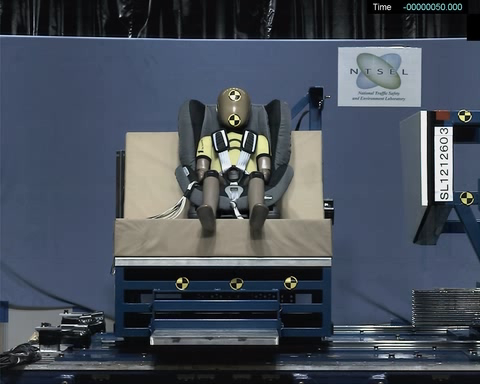 Time -00000050.000
NTSEL
National Traffic Safety
and Environment Laboratory
SL1212603